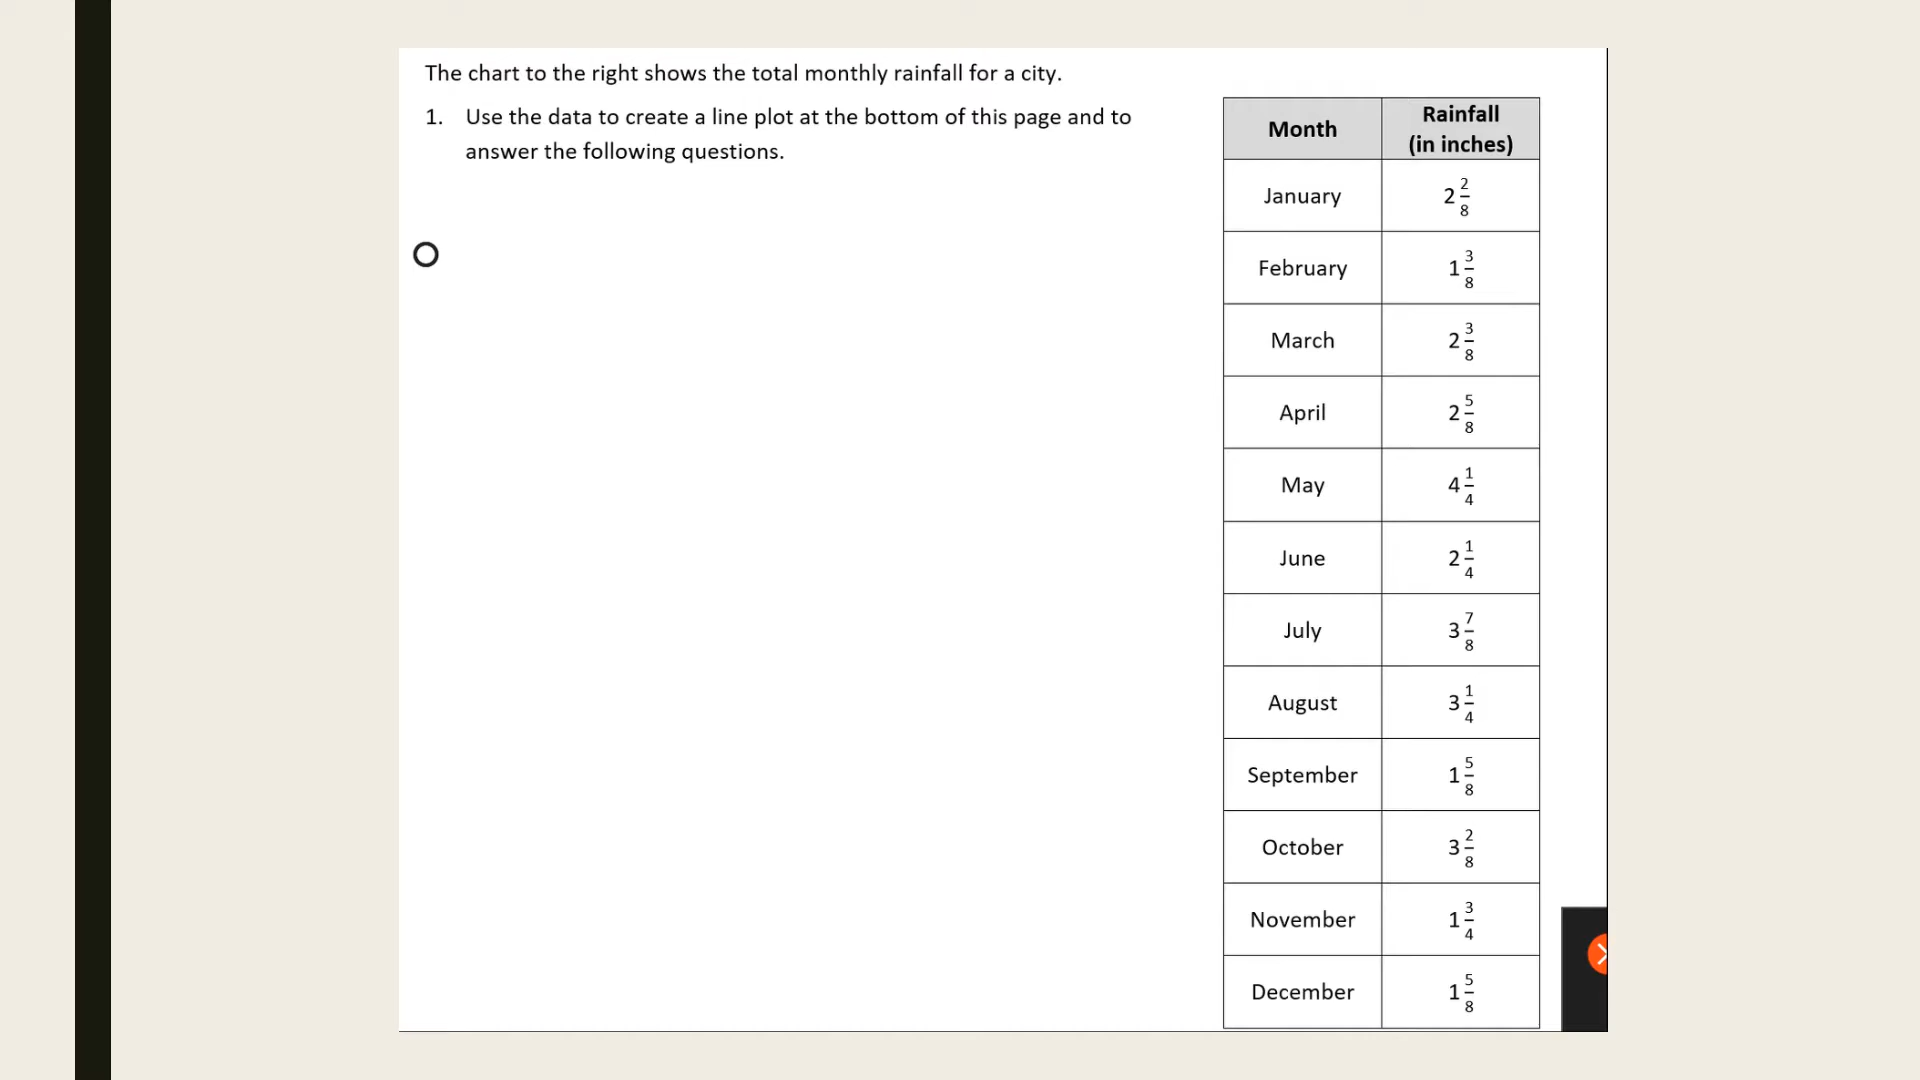 The chart to the right shows the total monthly rainfall for a city.
1. Use the data to create a line plot at the bottom of this page and to
answer the following questions.
Month Rainfall (in inches)
January 2 2/8
February 1 3/8
March 2 3/8
April 2 5/8
May 4 1/4
June 2 1/4
July 3 7/8
August 3 1/4
September 1 5/8
October 3 2/8
November 1 3/4
December 1 5/8